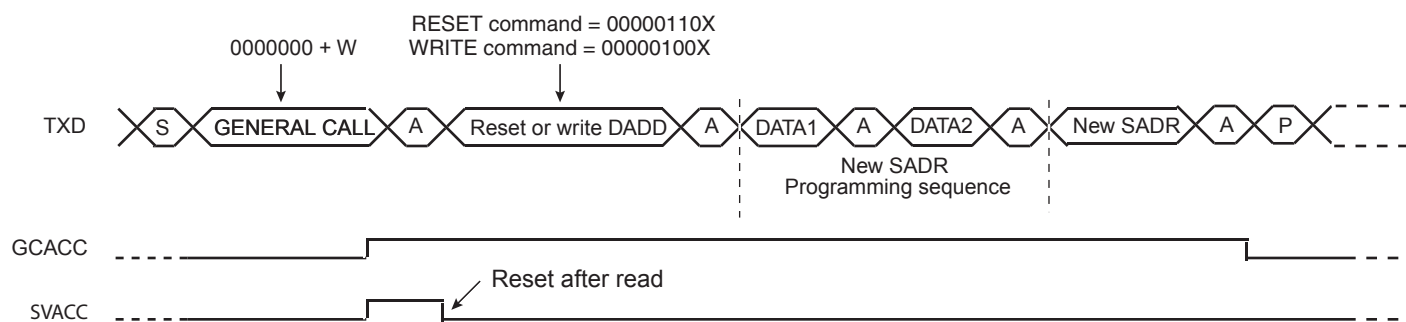 RESET command = 00000110X
0000000 + W
WRITE command = 00000100X
TXD S GENERAL CALL A Reset or write DADD A DATA1 A DATA2 A New SADR A P
New SADR
Programming sequence
GCACC
Reset after read
SVACC